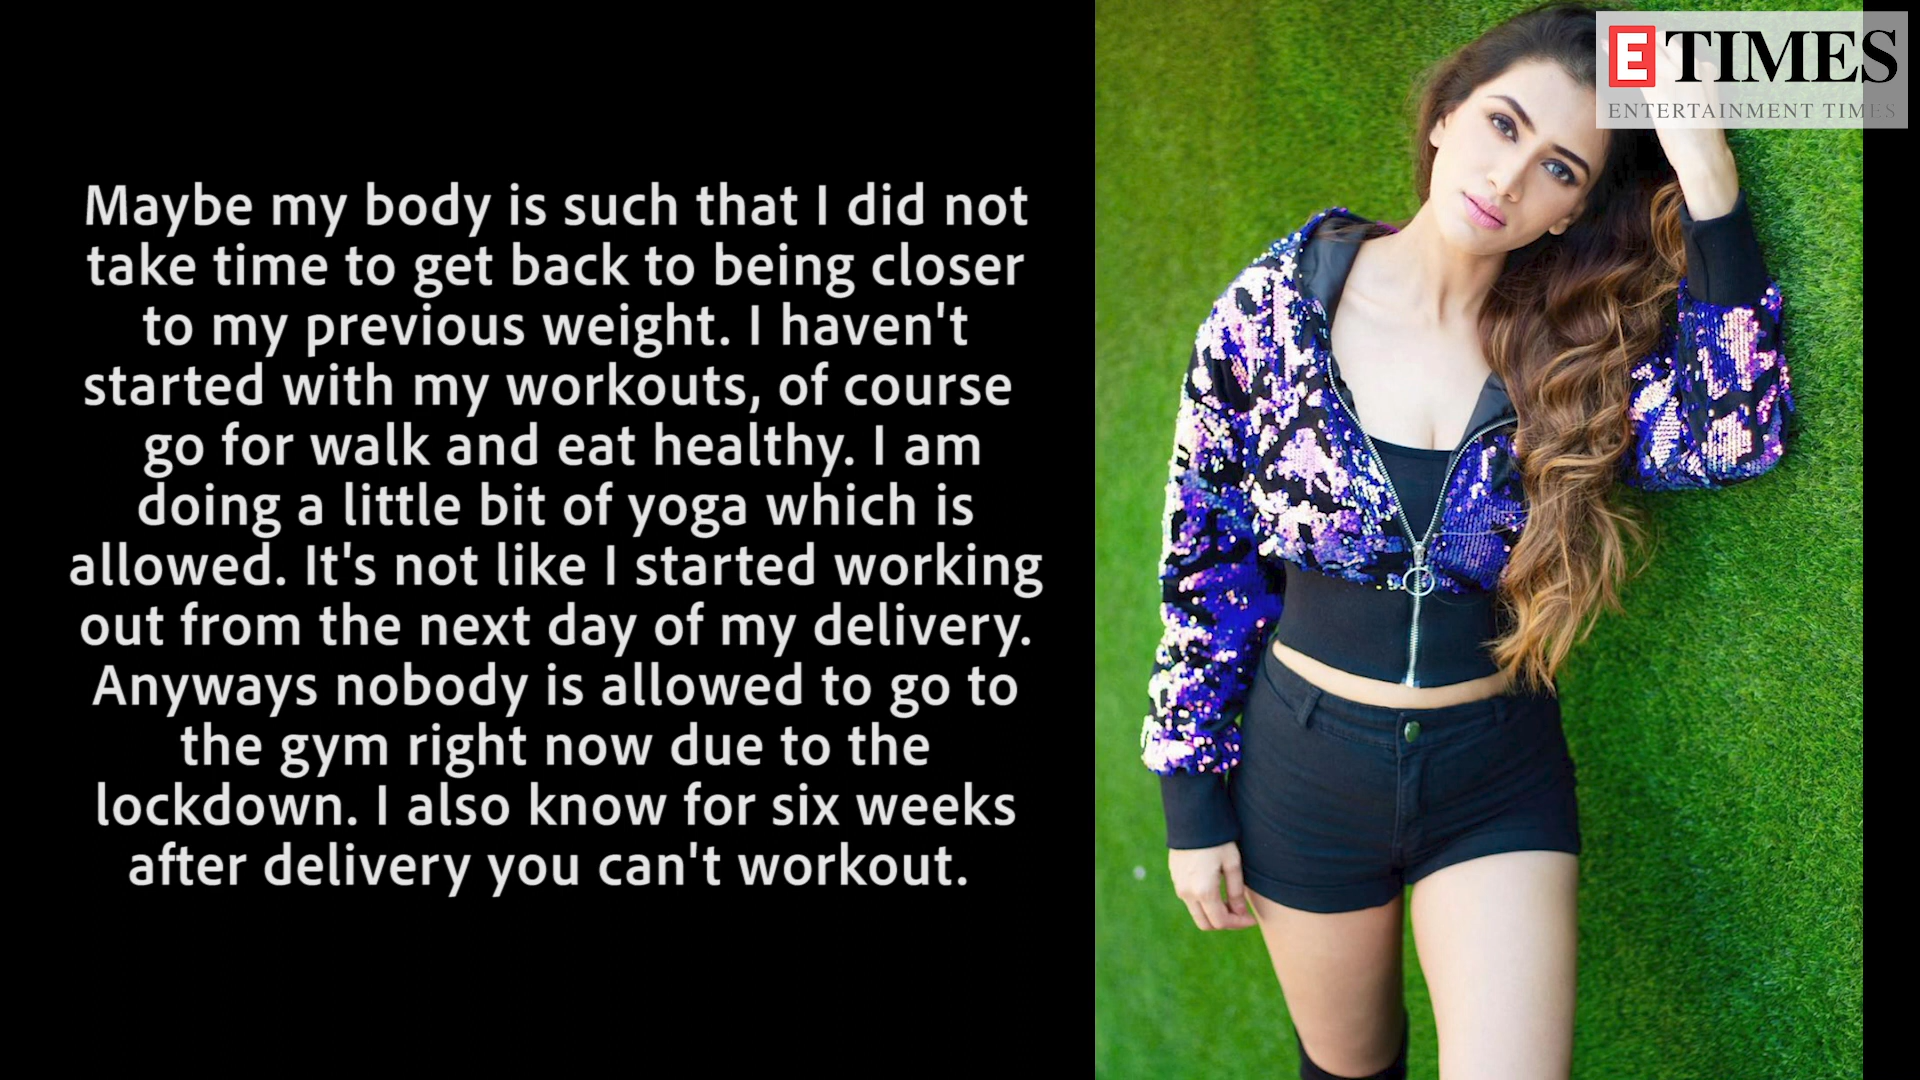 Maybe my body is such that I did not
take time to get back to being closer
to my previous weight. I haven't
started with my workouts, of course
go for walk and eat healthy. I am
doing a little bit of yoga which is
allowed. It's not like I started working
out from the next day of my delivery.
Anyways nobody is allowed to go to
the gym right now due to the
lockdown. I also know for six weeks
after delivery you can't workout.
E TIMES
ENTERTAINMENT TIMES